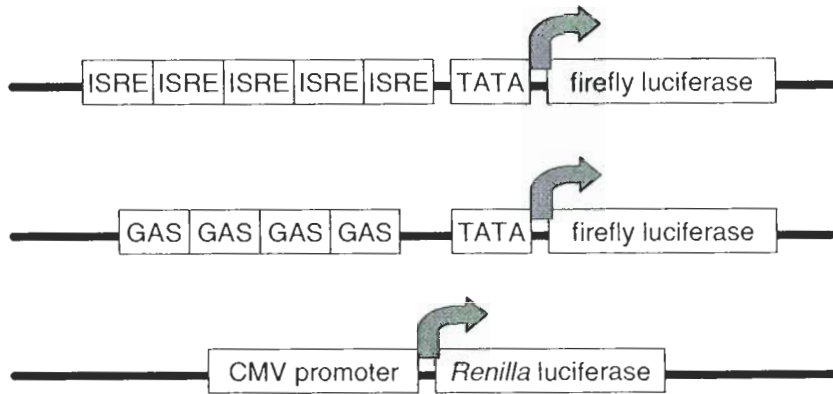 ISRE ISRE ISRE ISRE ISRE TATA firefly luciferase
GAS GAS GAS GAS TATA firefly luciferase
CMV promoter Renilla luciferase